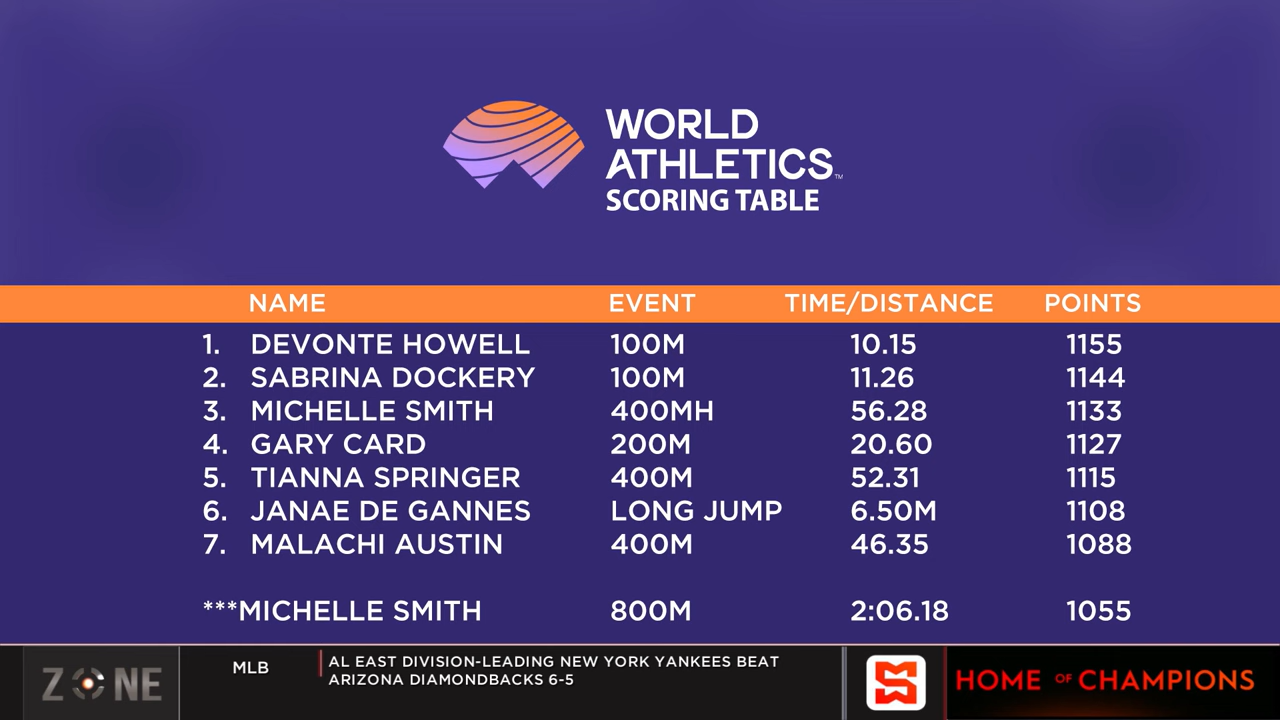 WORLD
ATHLETICS™
SCORING TABLE
NAME EVENT TIME/DISTANCE POINTS
1. DEVONTE HOWELL 100M 10.15 1155
2. SABRINA DOCKERY 100M 11.26 1144
3. MICHELLE SMITH 400MH 56.28 1133
4. GARY CARD 200M 20.60 1127
5. TIANNA SPRINGER 400M 52.31 1115
6. JANAE DE GANNES LONG JUMP 6.50M 1108
7. MALACHI AUSTIN 400M 46.35 1088
***MICHELLE SMITH 800M 2:06.18 1055
ZONE
MLB
AL EAST DIVISION-LEADING NEW YORK YANKEES BEAT
ARIZONA DIAMONDBACKS 6-5
HOME OF CHAMPIONS